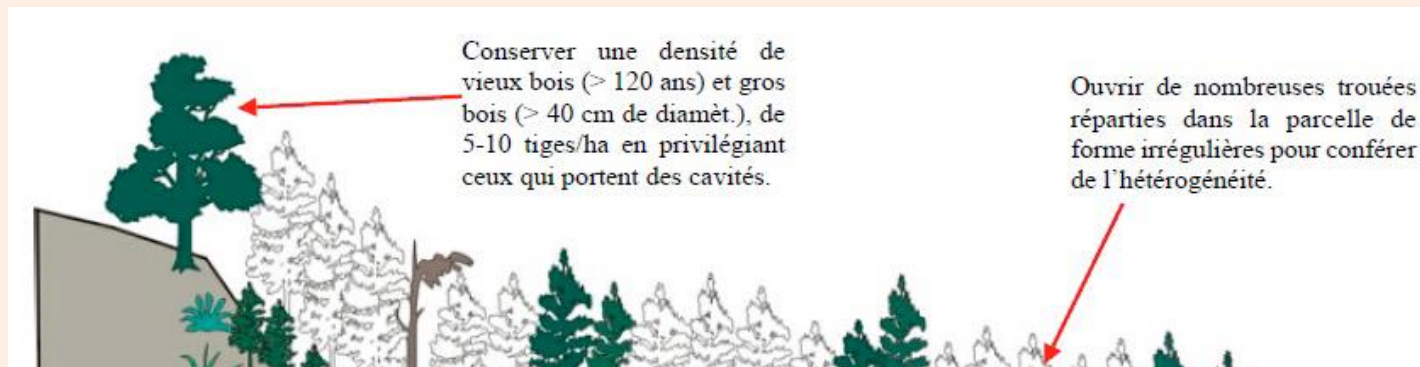 Conserver une densité de
vieux bois (> 120 ans) et gros
bois (> 40 cm de diamèt.), de
5-10 tiges/ha en privilégiant
ceux qui portent des cavités.
Ouvrir de nombreuses trouées
réparties dans la parcelle de
forme irrégulières pour conférer
de l'hétérogénéité.